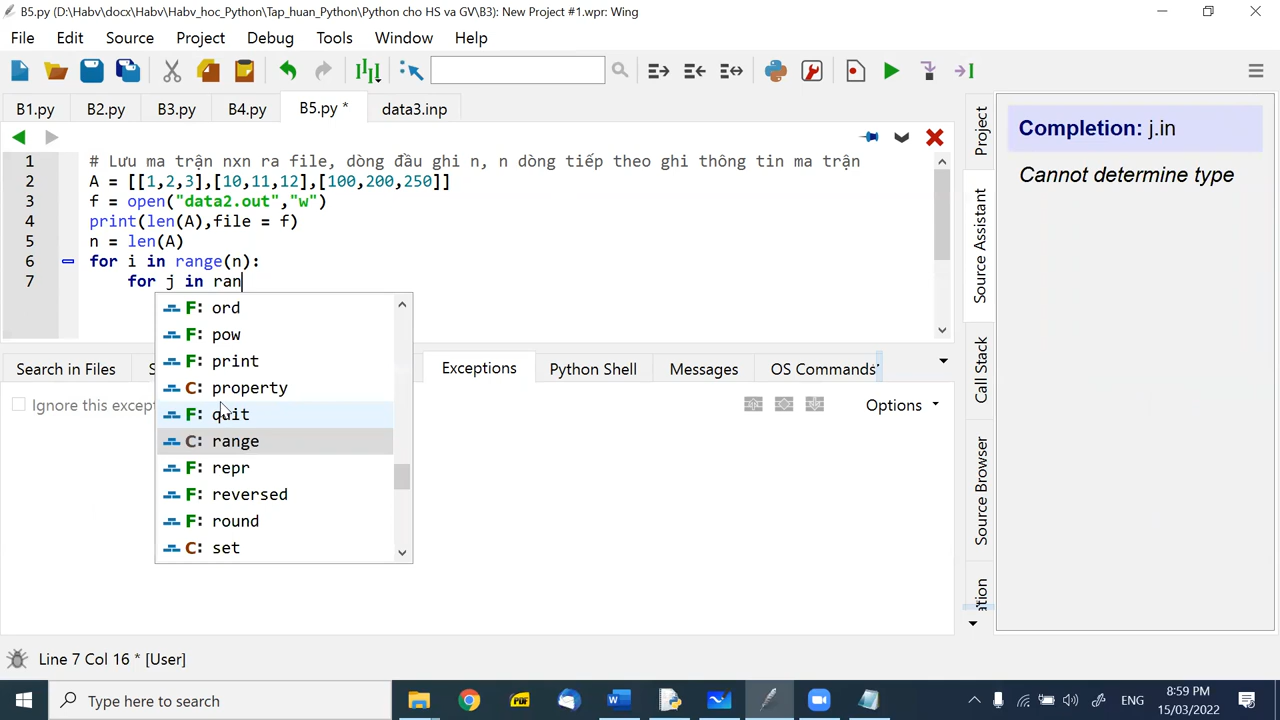 B5.py (D:\Habv\docx\Habv\Habv_hoc_Python\Tap_huan_Python\Python cho HS va GV\B3): New Project #1.wpr: Wing
File Edit Source Project Debug Tools Window Help
B1.py B2.py B3.py B4.py B5.py * data3.inp
1 # Lưu ma trận nxn ra file, dòng đầu ghi n, n dòng tiếp theo ghi thông tin ma trận
2 A = [[1,2,3],[10,11,12],[100,200,250]]
3 f = open("data2.out","w")
4 print(len(A),file = f)
5 n = len(A)
6 for i in range(n):
7 for j in ran
F: ord
F: pow
F: print
C: property
F: quit
C: range
F: repr
F: reversed
F: round
C: set
Search in Files S Exceptions Python Shell Messages OS Commands
Ignore this excep
Options
Project
Source Assistant
Call Stack
Source Browser
ation
Completion: j.in
Cannot determine type
Line 7 Col 16 * [User]
Type here to search
PDF
ENG
8:59 PM
15/03/2022